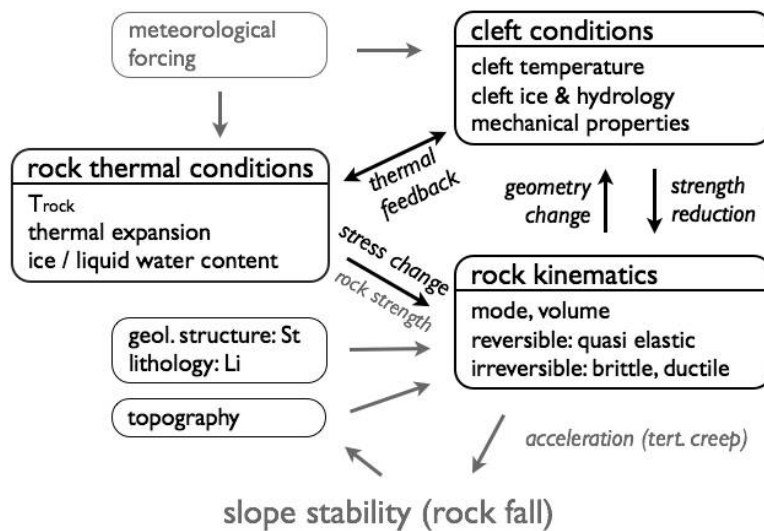 meteorological
forcing
cleft conditions
cleft temperature
cleft ice & hydrology
mechanical properties
rock thermal conditions
Trock
thermal expansion
ice / liquid water content
thermal
feedback
geometry
change
strength
reduction
stress change
rock strength
rock kinematics
mode, volume
reversible: quasi elastic
irreversible: brittle, ductile
geol. structure: St
lithology: Li
topography
acceleration (tert. creep)
slope stability (rock fall)